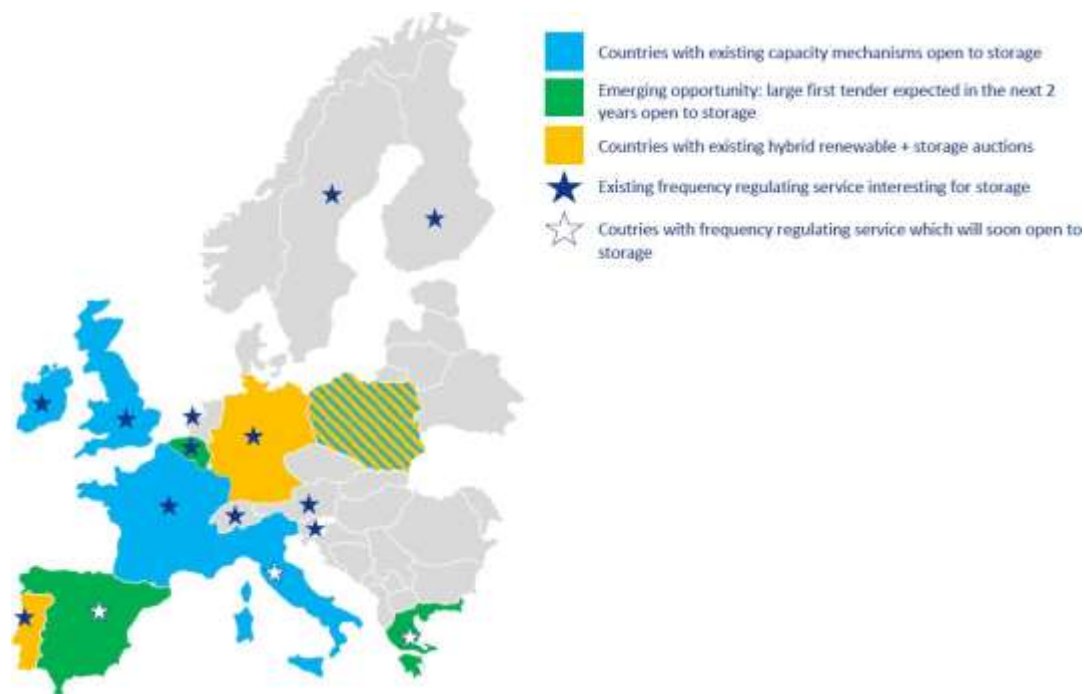 Countries with existing capacity mechanisms open to storage
Emerging opportunity: large first tender expected in the next 2
years open to storage
Countries with existing hybrid renewable + storage auctions
Existing frequency regulating service interesting for storage
Coutries with frequency regulating service which will soon open to
storage